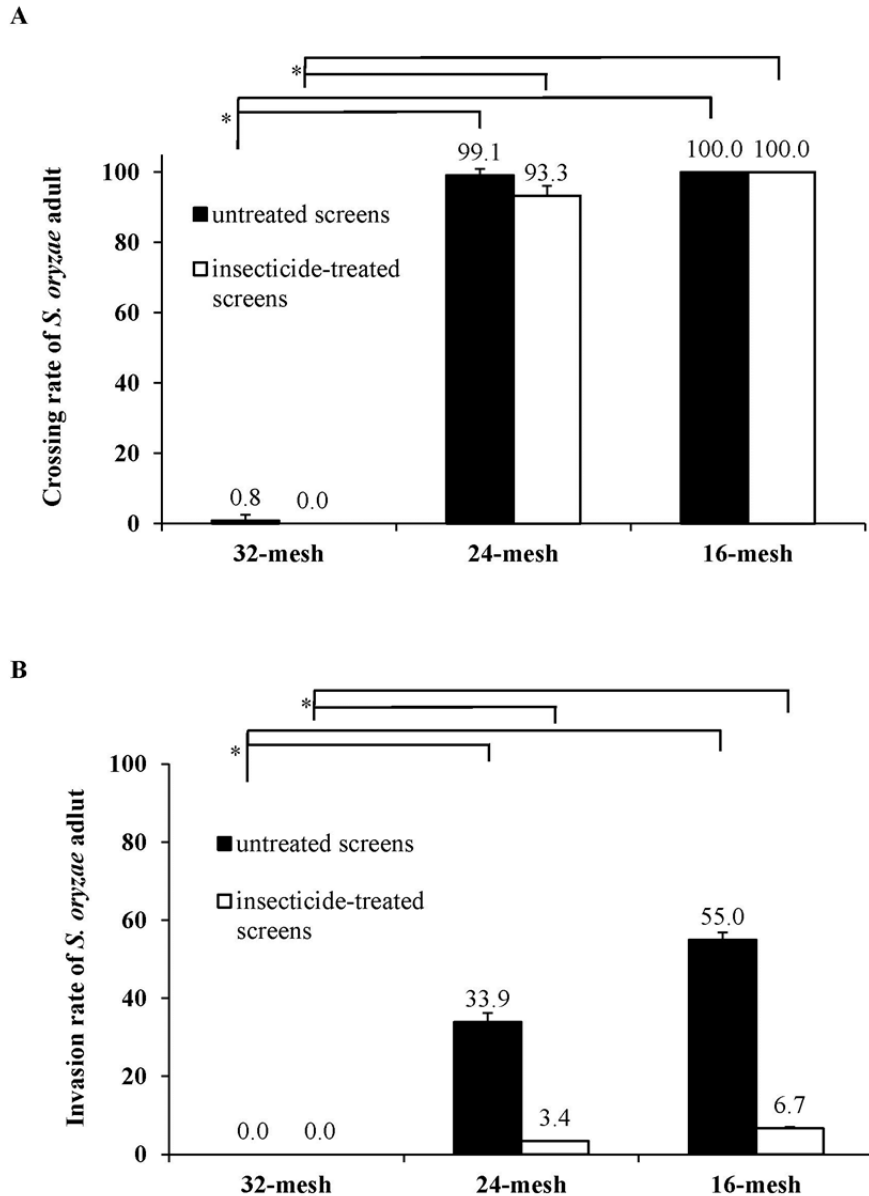 A
*
*
99.1
93.3
100.0 100.0
100
80
60
40
20
0
Crossing rate of S. oryzae adult
untreated screens
insecticide-treated
screens
0.8 0.0
32-mesh 24-mesh 16-mesh
B
*
*
100
80
60
40
20
0
Invasion rate of S. oryzae adlut
untreated screens
insecticide-treated
screens
55.0
33.9
3.4
6.7
0.0 0.0
32-mesh 24-mesh 16-mesh